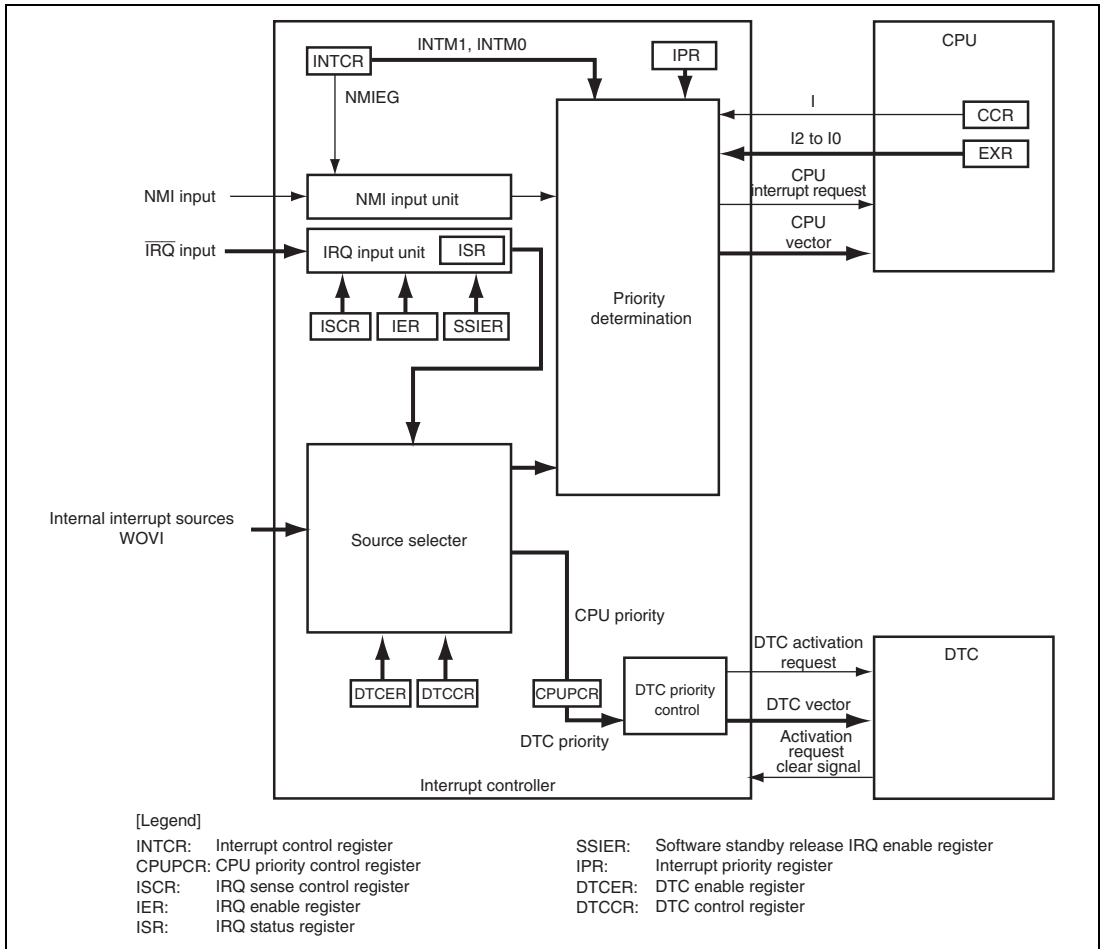 INTM1, INTM0
INTCR
IPR
CPU
NMIEG
I
CCR
I2 to I0
EXR
CPU
interrupt request
CPU
vector
NMI input
NMI input unit
IRQ input
IRQ input unit
ISR
ISCR
IER
SSIER
Priority
determination
Internal interrupt sources
WOVI
Source selecter
CPU priority
DTCER
DTCCR
CPUPCR
DTC priority
DTC priority
control
DTC activation
request
DTC vector
Activation
request
clear signal
DTC
Interrupt controller
[Legend]
INTCR: Interrupt control register
CPUPCR: CPU priority control register
ISCR: IRQ sense control register
IER: IRQ enable register
ISR: IRQ status register
SSIER: Software standby release IRQ enable register
IPR: Interrupt priority register
DTCER: DTC enable register
DTCCR: DTC control register